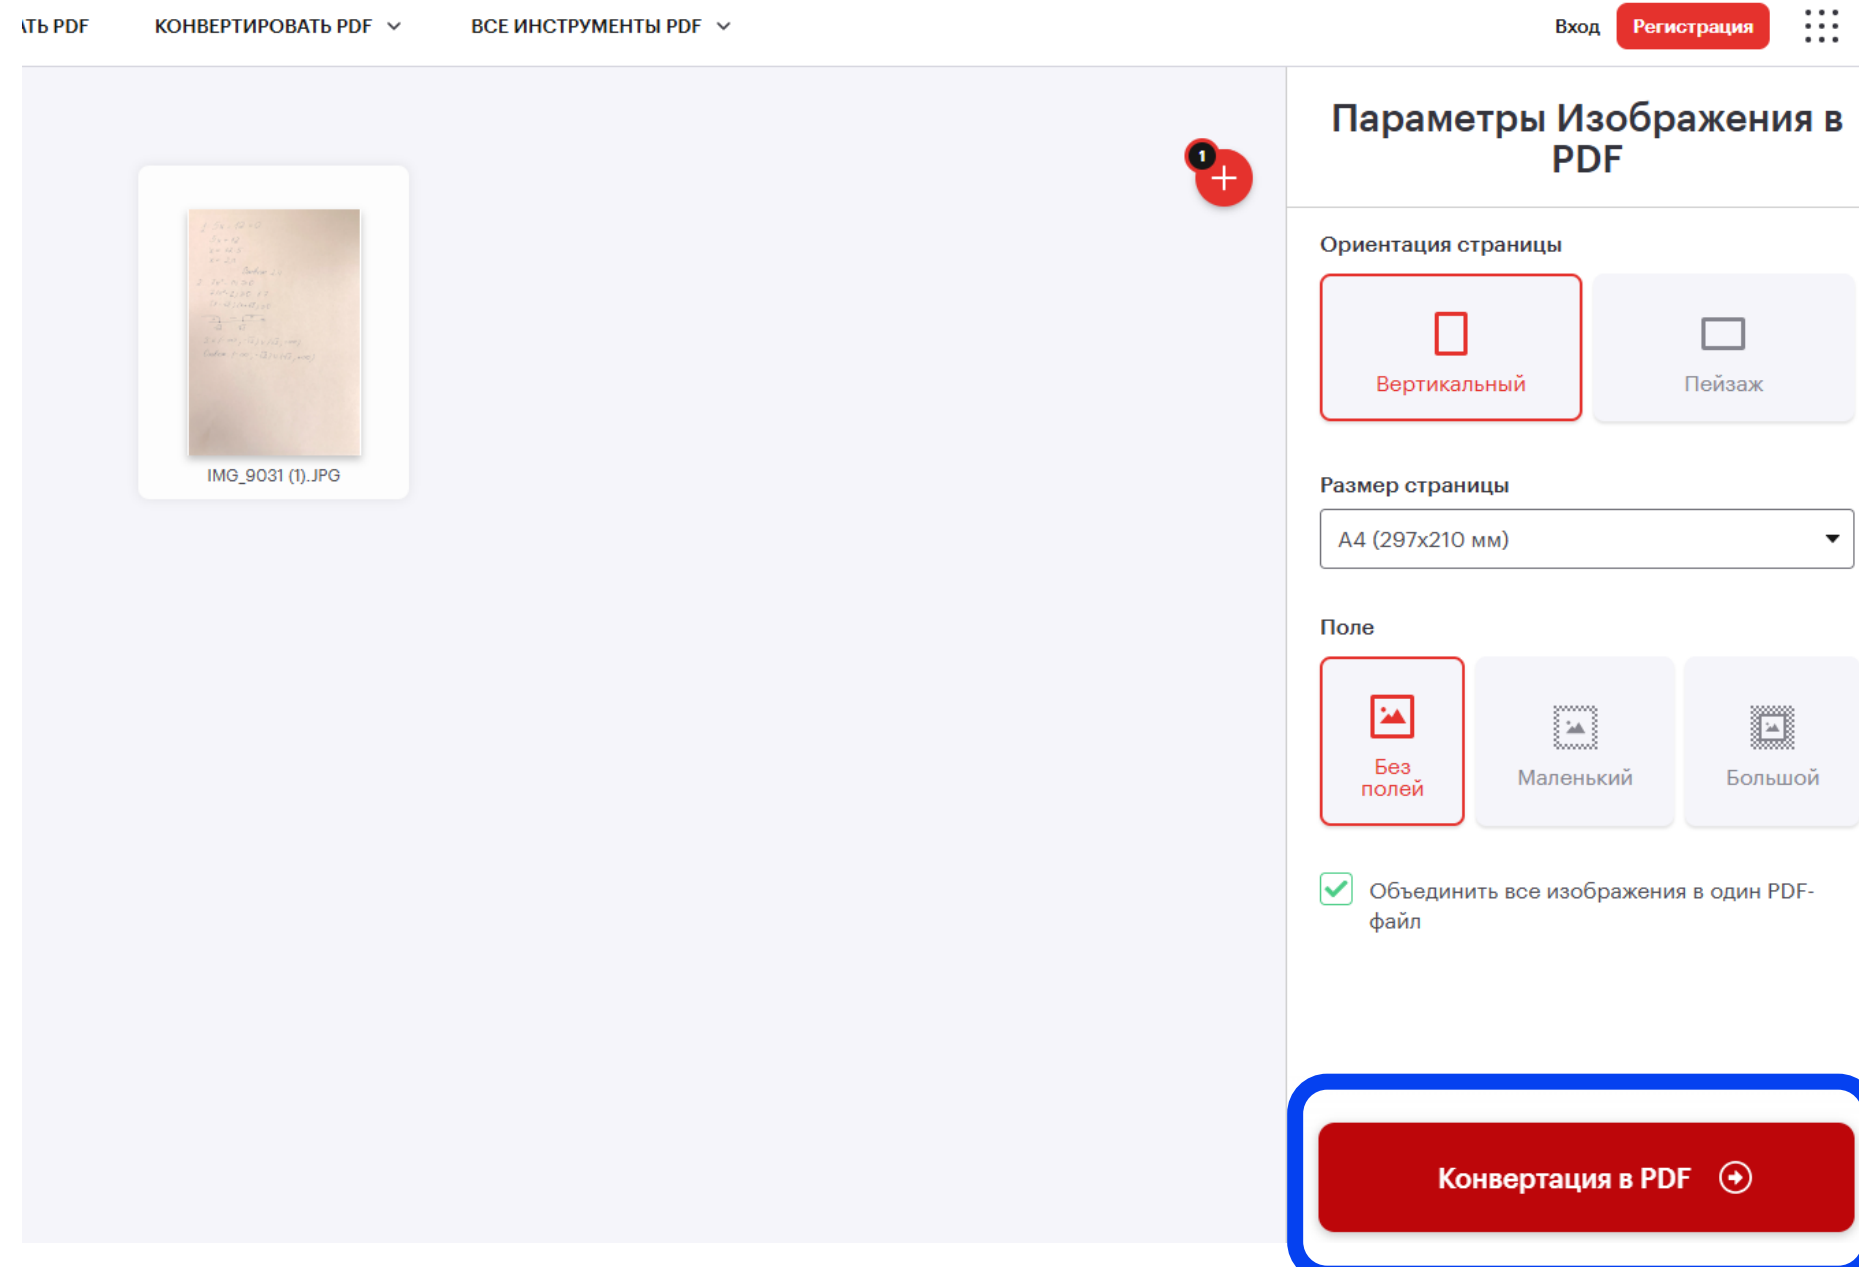 ТЬ PDF
КОНВЕРТИРОВАТЬ PDF
ВСЕ ИНСТРУМЕНТЫ PDF
Вход
Регистрация
1
IMG_9031 (1).JPG
Параметры Изображения в
PDF
Ориентация страницы
Вертикальный
Пейзаж
Размер страницы
A4 (297x210 мм)
Поле
Без
полей
Маленький
Большой
Объединить все изображения в один PDF-
файл
Конвертация в PDF